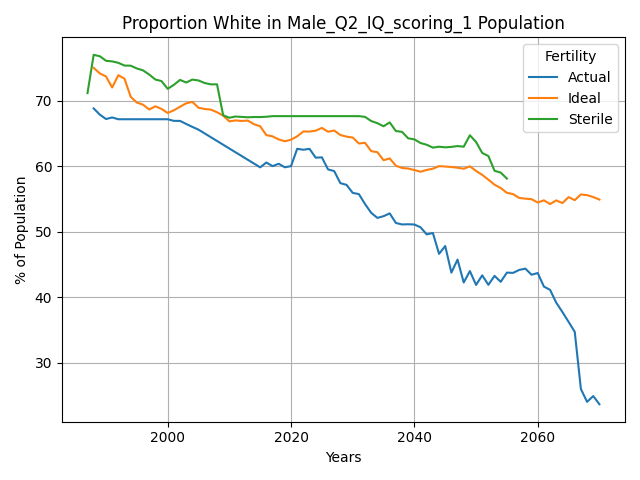 Proportion White in Male_Q2_IQ_scoring_1 Population
Fertility
Actual
Ideal
Sterile
% of Population
70
60
50
40
30
2000
2020
2040
2060
Years